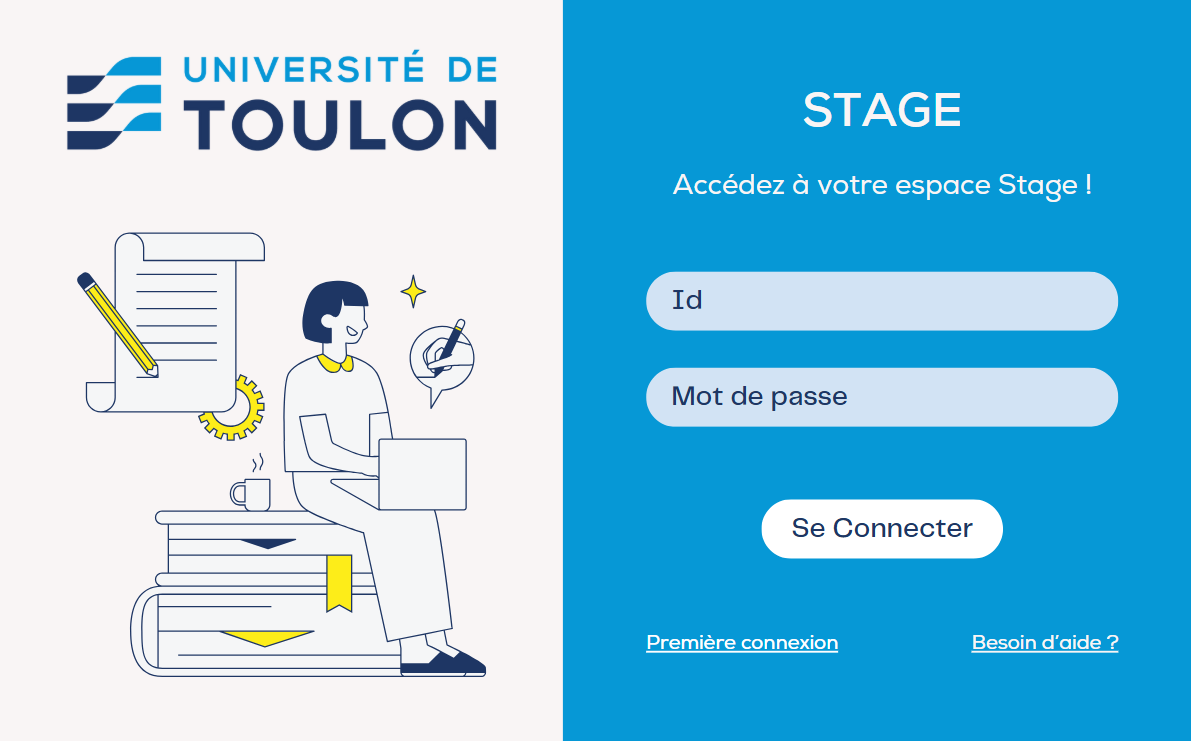 UNIVERSITÉ DE
TOULON
STAGE
Accédez à votre espace Stage !
Id
Mot de passe
Se Connecter
Première connexion
Besoin d'aide ?